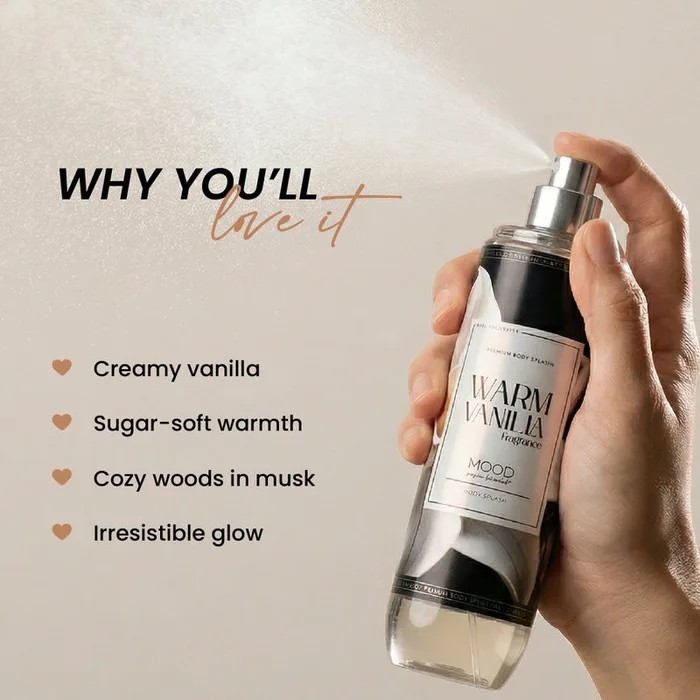 WHY YOU'LL
love it
Creamy vanilla
Sugar-soft warmth
Cozy woods in musk
Irresistible glow
PREMIUM BODY SPLASH
WARM
VANILLA
fragrance
MOOD
BODY SPLASH